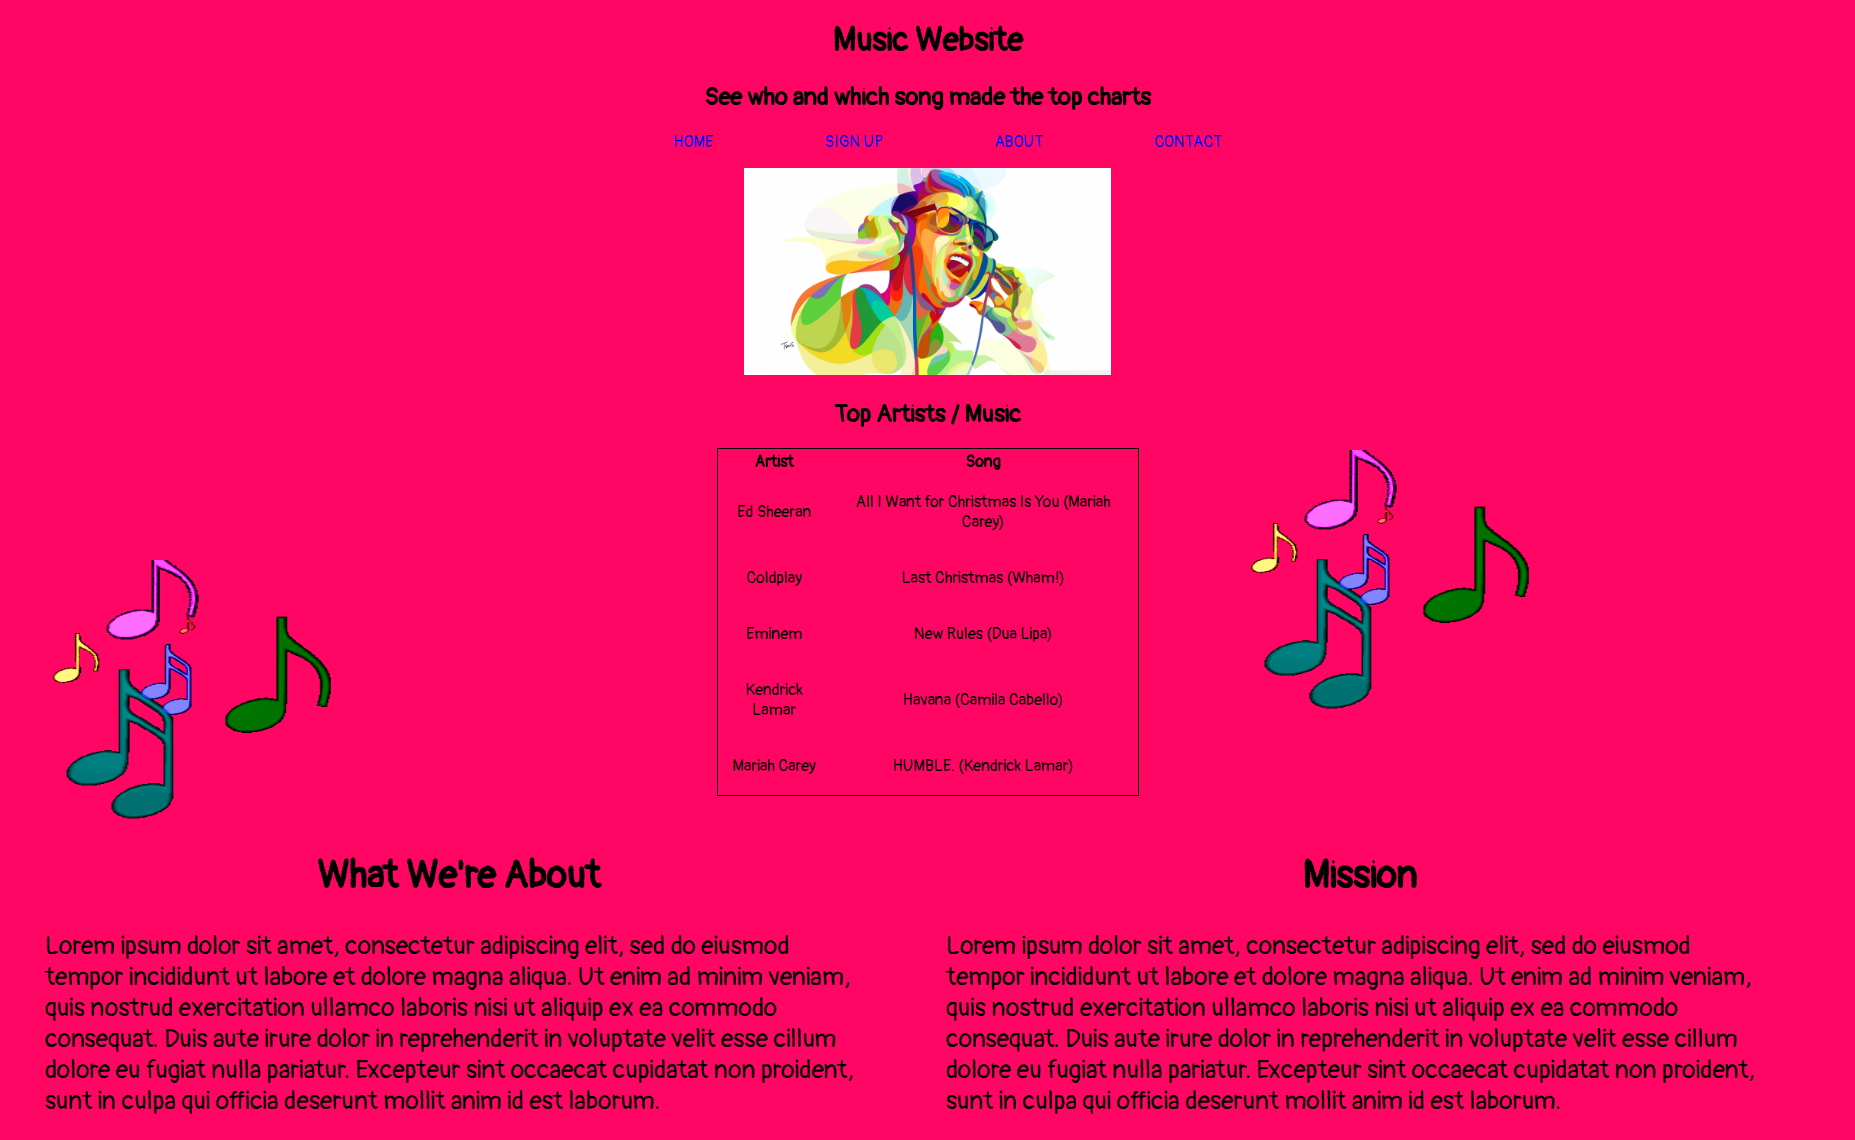 Music Website
See who and which song made the top charts
HOME SIGN UP ABOUT CONTACT
Top Artists / Music
Artist Song
Ed Sheeran All I Want for Christmas Is You (Mariah
Carey)
Coldplay Last Christmas (Wham!)
Eminem New Rules (Dua Lipa)
Kendrick
Lamar Havana (Camila Cabello)
Mariah Carey HUMBLE. (Kendrick Lamar)
What We're About
Lorem ipsum dolor sit amet, consectetur adipiscing elit, sed do eiusmod
tempor incididunt ut labore et dolore magna aliqua. Ut enim ad minim veniam,
quis nostrud exercitation ullamco laboris nisi ut aliquip ex ea commodo
consequat. Duis aute irure dolor in reprehenderit in voluptate velit esse cillum
dolore eu fugiat nulla pariatur. Excepteur sint occaecat cupidatat non proident,
sunt in culpa qui officia deserunt mollit anim id est laborum.
Mission
Lorem ipsum dolor sit amet, consectetur adipiscing elit, sed do eiusmod
tempor incididunt ut labore et dolore magna aliqua. Ut enim ad minim veniam,
quis nostrud exercitation ullamco laboris nisi ut aliquip ex ea commodo
consequat. Duis aute irure dolor in reprehenderit in voluptate velit esse cillum
dolore eu fugiat nulla pariatur. Excepteur sint occaecat cupidatat non proident,
sunt in culpa qui officia deserunt mollit anim id est laborum.